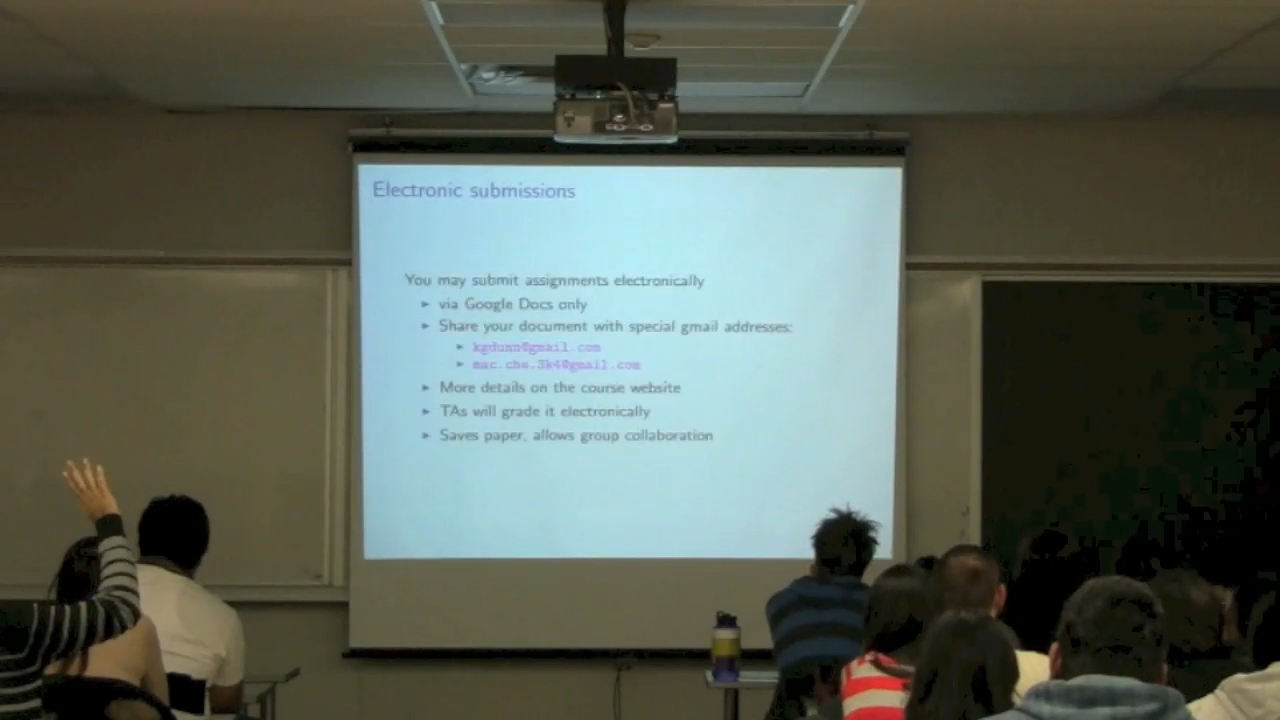 Electronic submissions
You may submit assignments electronically
via Google Docs only
Share your document with special gmail addresses:
kgdunn@gmail.com
mac.che.3k4@gmail.com
More details on the course website
TAs will grade it electronically
Saves paper, allows group collaboration